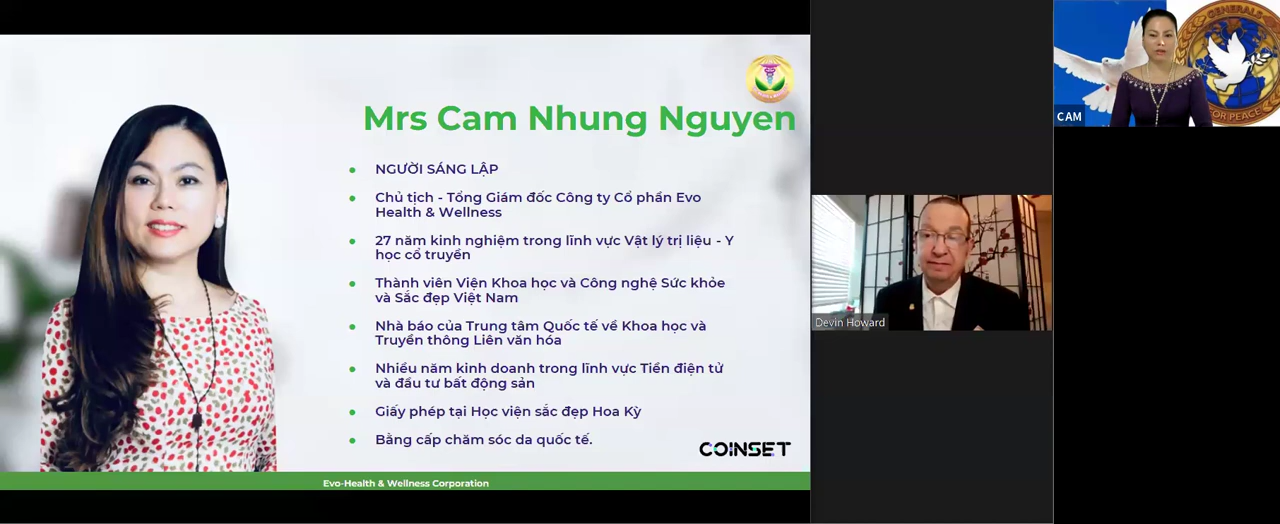 Mrs Cam Nhung Nguyen
NGƯỜI SÁNG LẬP
Chủ tịch - Tổng Giám đốc Công ty Cổ phần Evo
Health & Wellness
27 năm kinh nghiệm trong lĩnh vực Vật lý trị liệu - Y
học cổ truyền
Thành viên Viện Khoa học và Công nghệ Sức khỏe
và Sắc đẹp Việt Nam
Nhà báo của Trung tâm Quốc tế về Khoa học và
Truyền thông Liên văn hóa
Nhiều năm kinh doanh trong lĩnh vực Tiền điện tử
và đầu tư bất động sản
Giấy phép tại Học viện sắc đẹp Hoa Kỳ
Bằng cấp chăm sóc da quốc tế.
COINSET
Evo-Health & Wellness Corporation
Devin Howard
GENERALS
FOR PEACE
CAM